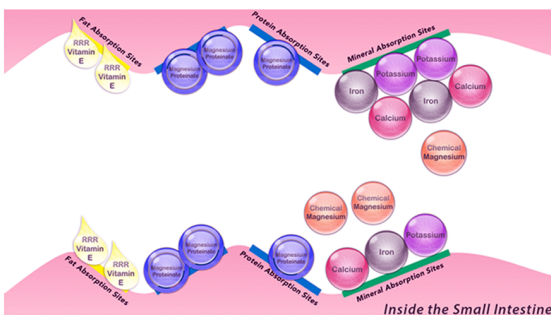 Fat Absorption Sites
Protein Absorption Sites
Mineral Absorption Sites
RRR
Vitamin
E
RRR
Vitamin
E
Magnesium
Proteinate
Magnesium
Proteinate
Magnesium
Proteinate
Iron
Potassium
Potassium
Calcium
Iron
Calcium
Chemical
Magnesium
Chemical
Magnesium
Chemical
Magnesium
RRR
Vitamin
E
RRR
Vitamin
E
Fat Absorption Sites
Magnesium
Proteinate
Magnesium
Proteinate
Protein Absorption Sites
Magnesium
Proteinate
Calcium
Iron
Potassium
Mineral Absorption Sites
Inside the Small Intestine